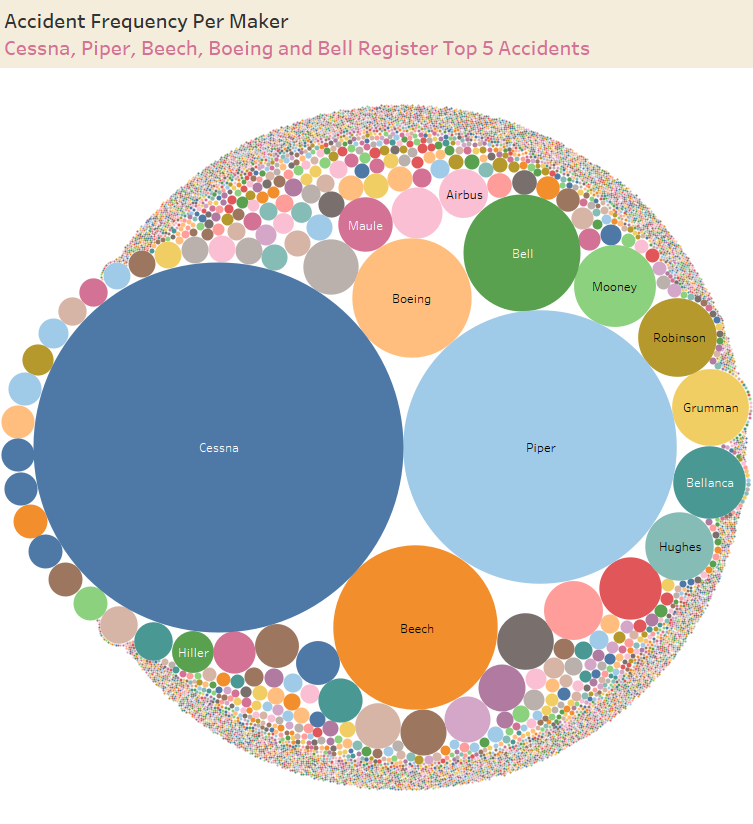 Accident Frequency Per Maker
Cessna, Piper, Beech, Boeing and Bell Register Top 5 Accidents
Airbus
Maule
Bell
Mooney
Boeing
Robinson
Grumman
Cessna
Piper
Bellanca
Hughes
Beech
Hiller